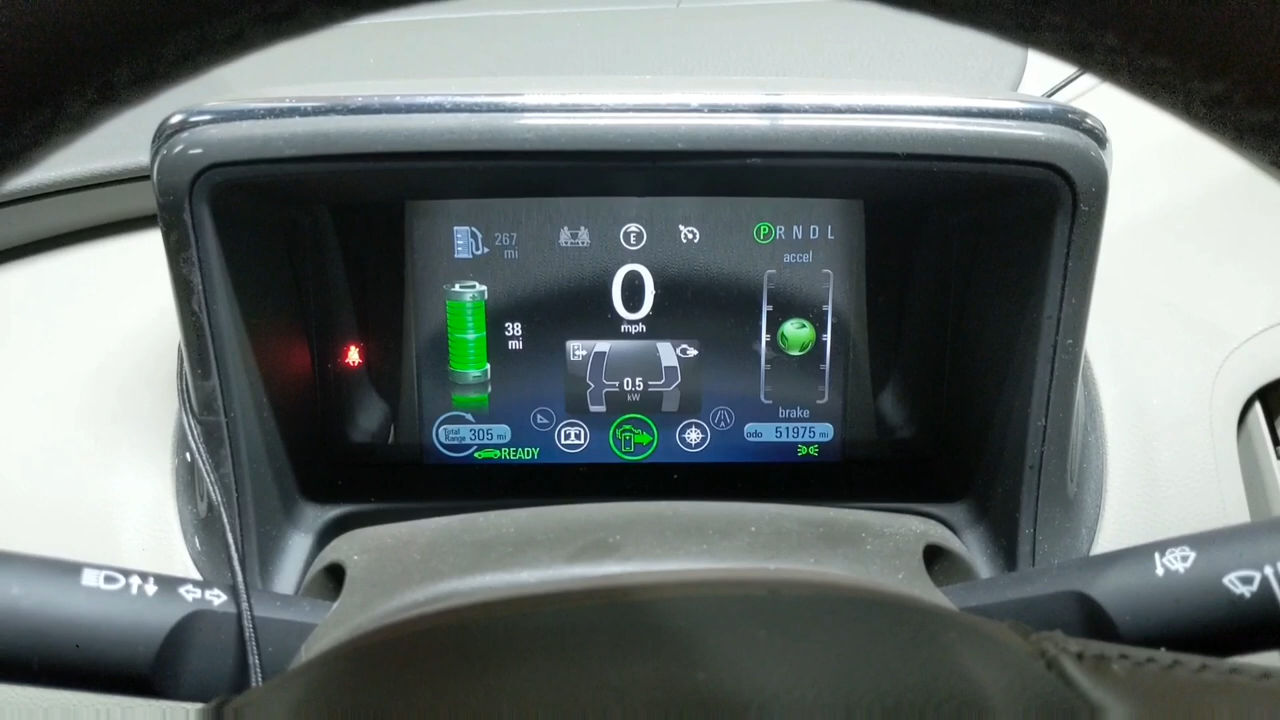 267
mi
E
P R N D L
accel
0
mph
38
mi
0.5
kW
brake
Total
Range 305 mi
odo 51975 mi
READY